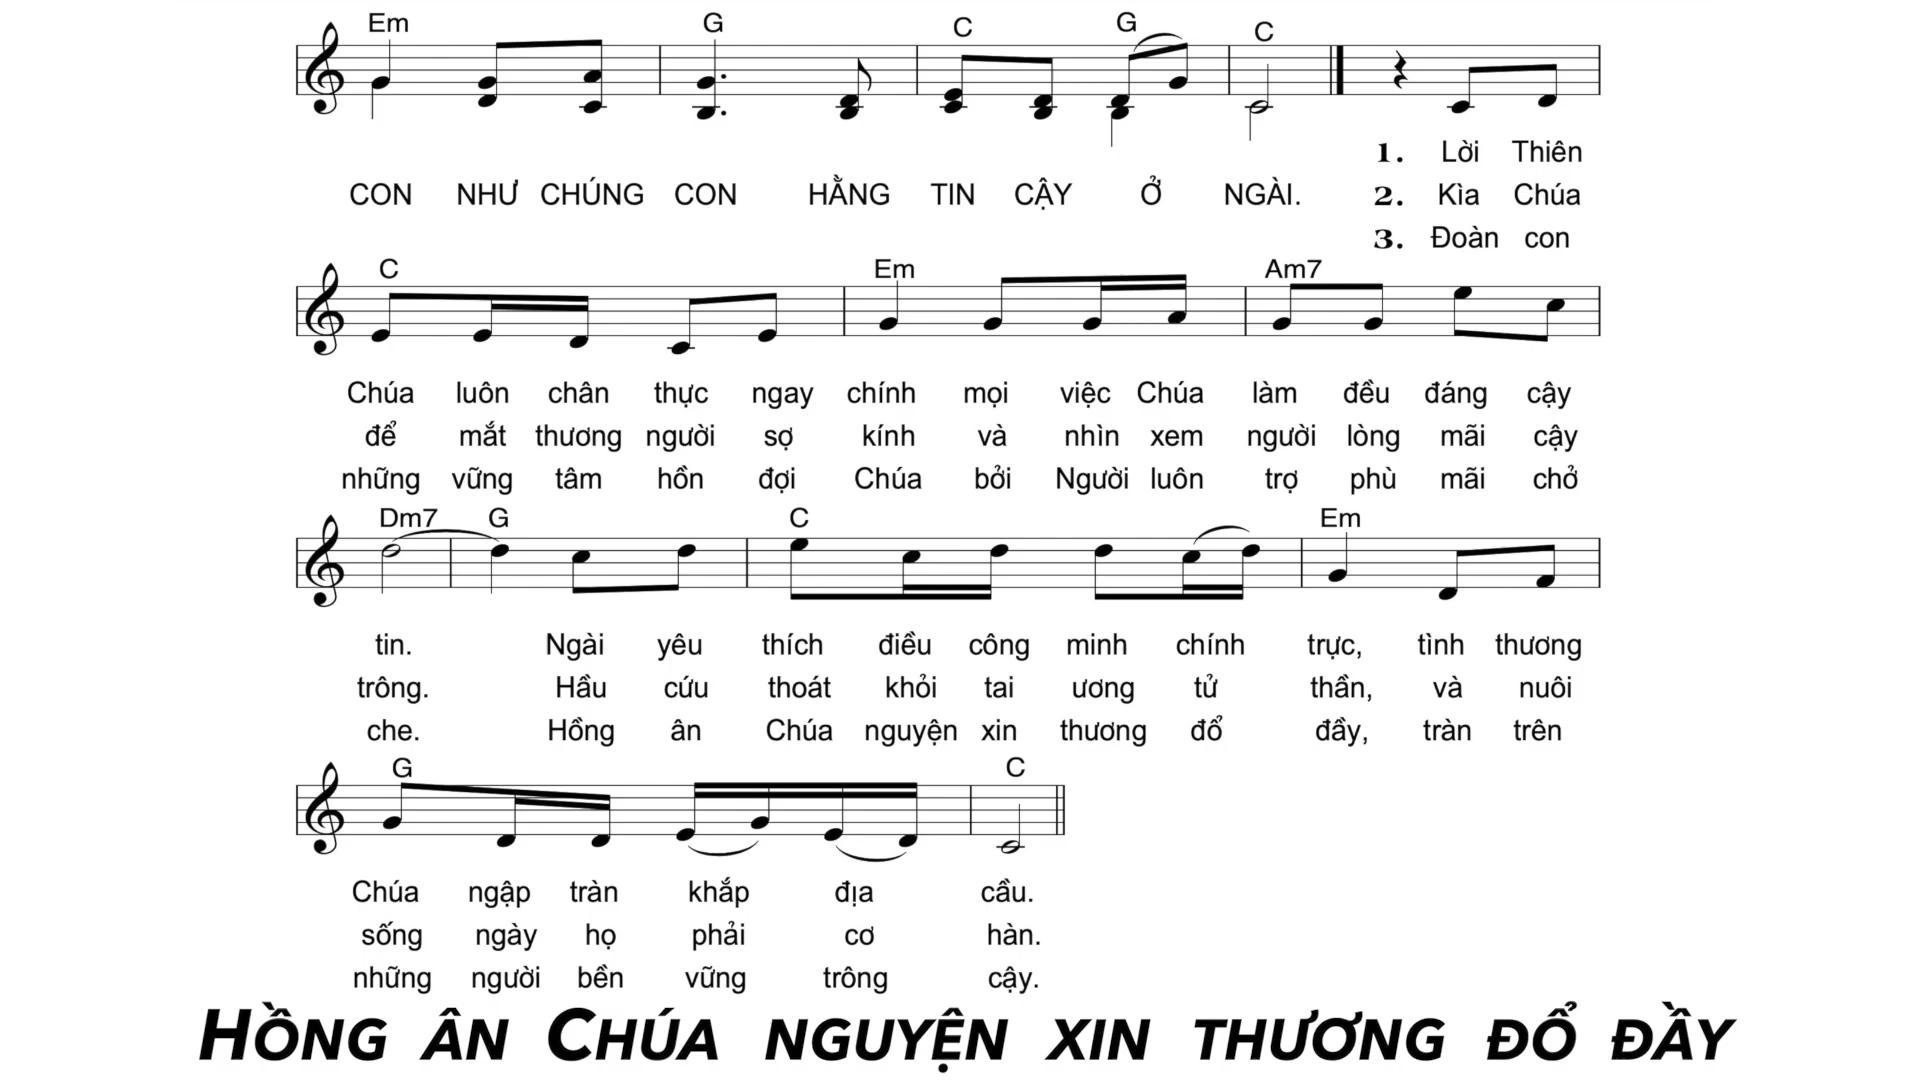 Em G C G C
1. Lời Thiên
CON NHƯ CHÚNG CON HẰNG TIN CẬY Ở NGÀI. 2. Kìa Chúa
3. Đoàn con
C Em Am7
Chúa luôn chân thực ngay chính mọi việc Chúa làm đều đáng cậy
để mắt thương người sợ kính và nhìn xem người lòng mãi cậy
những vững tâm hồn đợi Chúa bởi Người luôn trợ phù mãi chở
Dm7 G C Em
tin. Ngài yêu thích điều công minh chính trực, tình thương
trông. Hầu cứu thoát khỏi tai ương tử thần, và nuôi
che. Hồng ân Chúa nguyện xin thương đổ đầy, tràn trên
G C
Chúa ngập tràn khắp địa cầu.
sống ngày họ phải cơ hàn.
những người bền vững trông cậy.
HỒNG ÂN CHÚA NGUYỆN XIN THƯƠNG ĐỔ ĐẦY